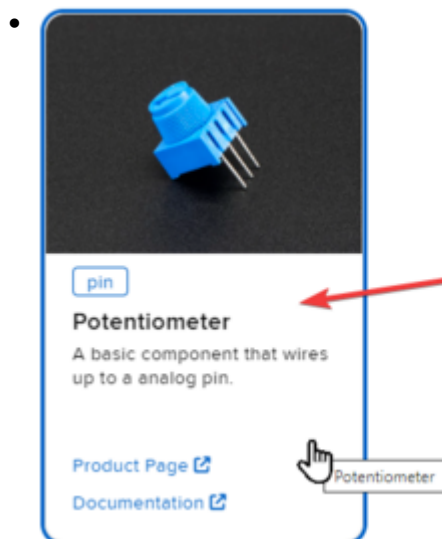 pin
Potentiometer
A basic component that wires
up to a analog pin.
Product Page
Potentiometer
Documentation